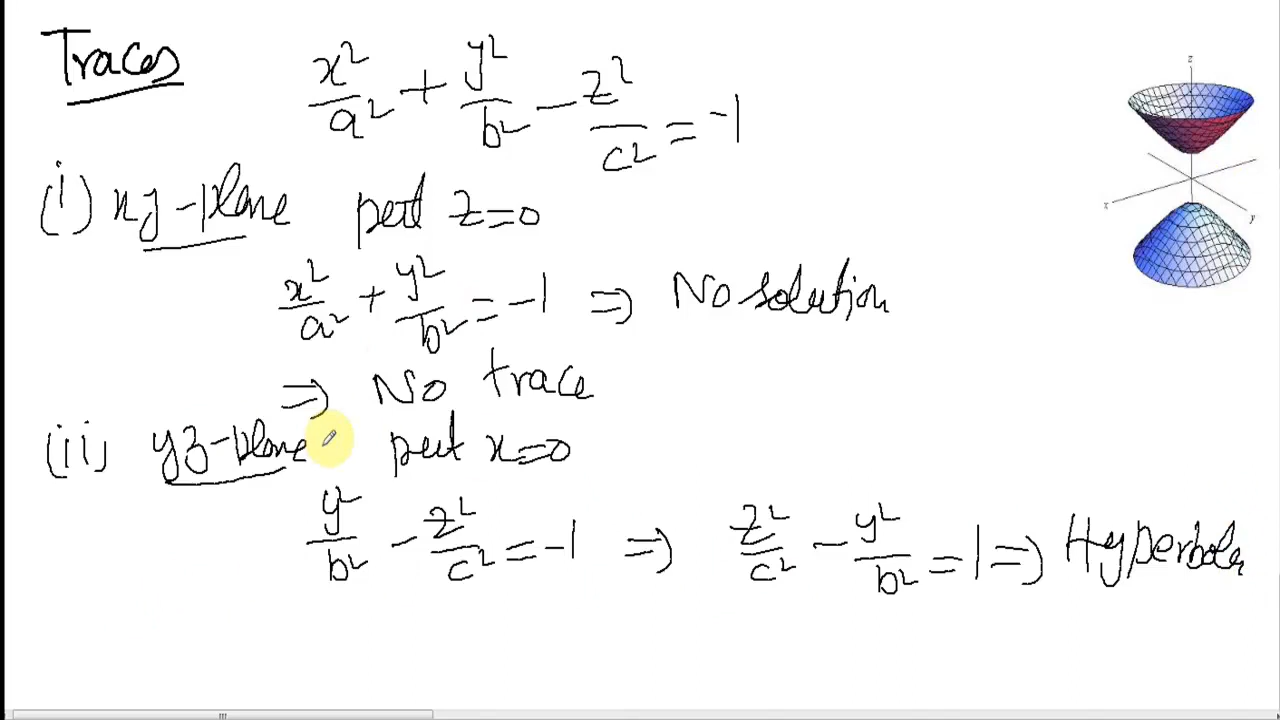 Traces
x²/a² + y²/b² - z²/c² = -1
(i) xy-plane put z=0
x²/a² + y²/b² = -1 ⇒ No solution
⇒ No trace
(ii) yz-plane put x=0
y²/b² - z²/c² = -1 ⇒ z²/c² - y²/b² = 1 ⇒ Hyperbola
z
x
y